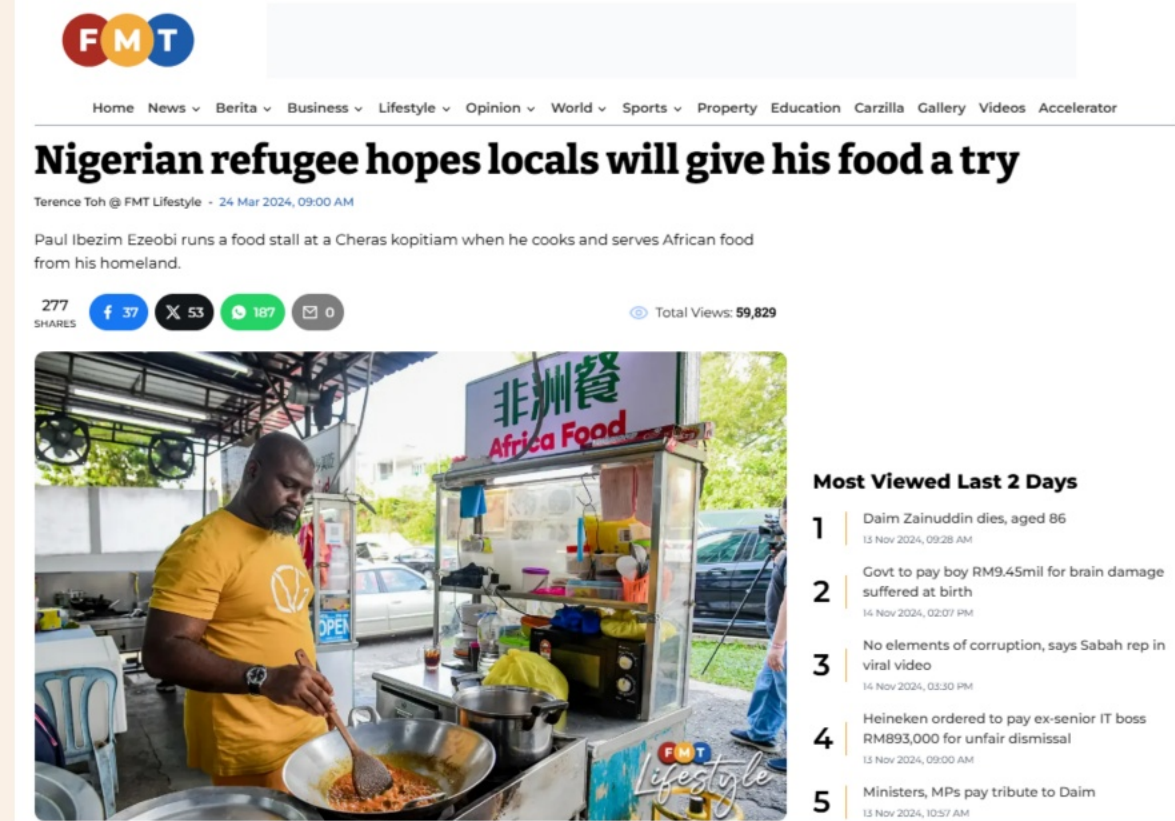 FMT
Home News Berita Business Lifestyle Opinion World Sports Property Education Carzilla Gallery Videos Accelerator
Nigerian refugee hopes locals will give his food a try
Terence Toh @ FMT Lifestyle - 24 Mar 2024, 09:00 AM
Paul Ibezim Ezeobi runs a food stall at a Cheras kopitiam when he cooks and serves African food
from his homeland.
277
SHARES
37
53
187
0
Total Views: 59,829
非洲餐
Africa Food
OPEN
FMT
Lifestyle
Most Viewed Last 2 Days
1
Daim Zainuddin dies, aged 86
13 Nov 2024, 09:28 AM
2
Govt to pay boy RM9.45mil for brain damage
suffered at birth
14 Nov 2024, 02:07 PM
3
No elements of corruption, says Sabah rep in
viral video
14 Nov 2024, 03:30 PM
4
Heineken ordered to pay ex-senior IT boss
RM893,000 for unfair dismissal
13 Nov 2024, 09:00 AM
5
Ministers, MPs pay tribute to Daim
13 Nov 2024, 10:57 AM